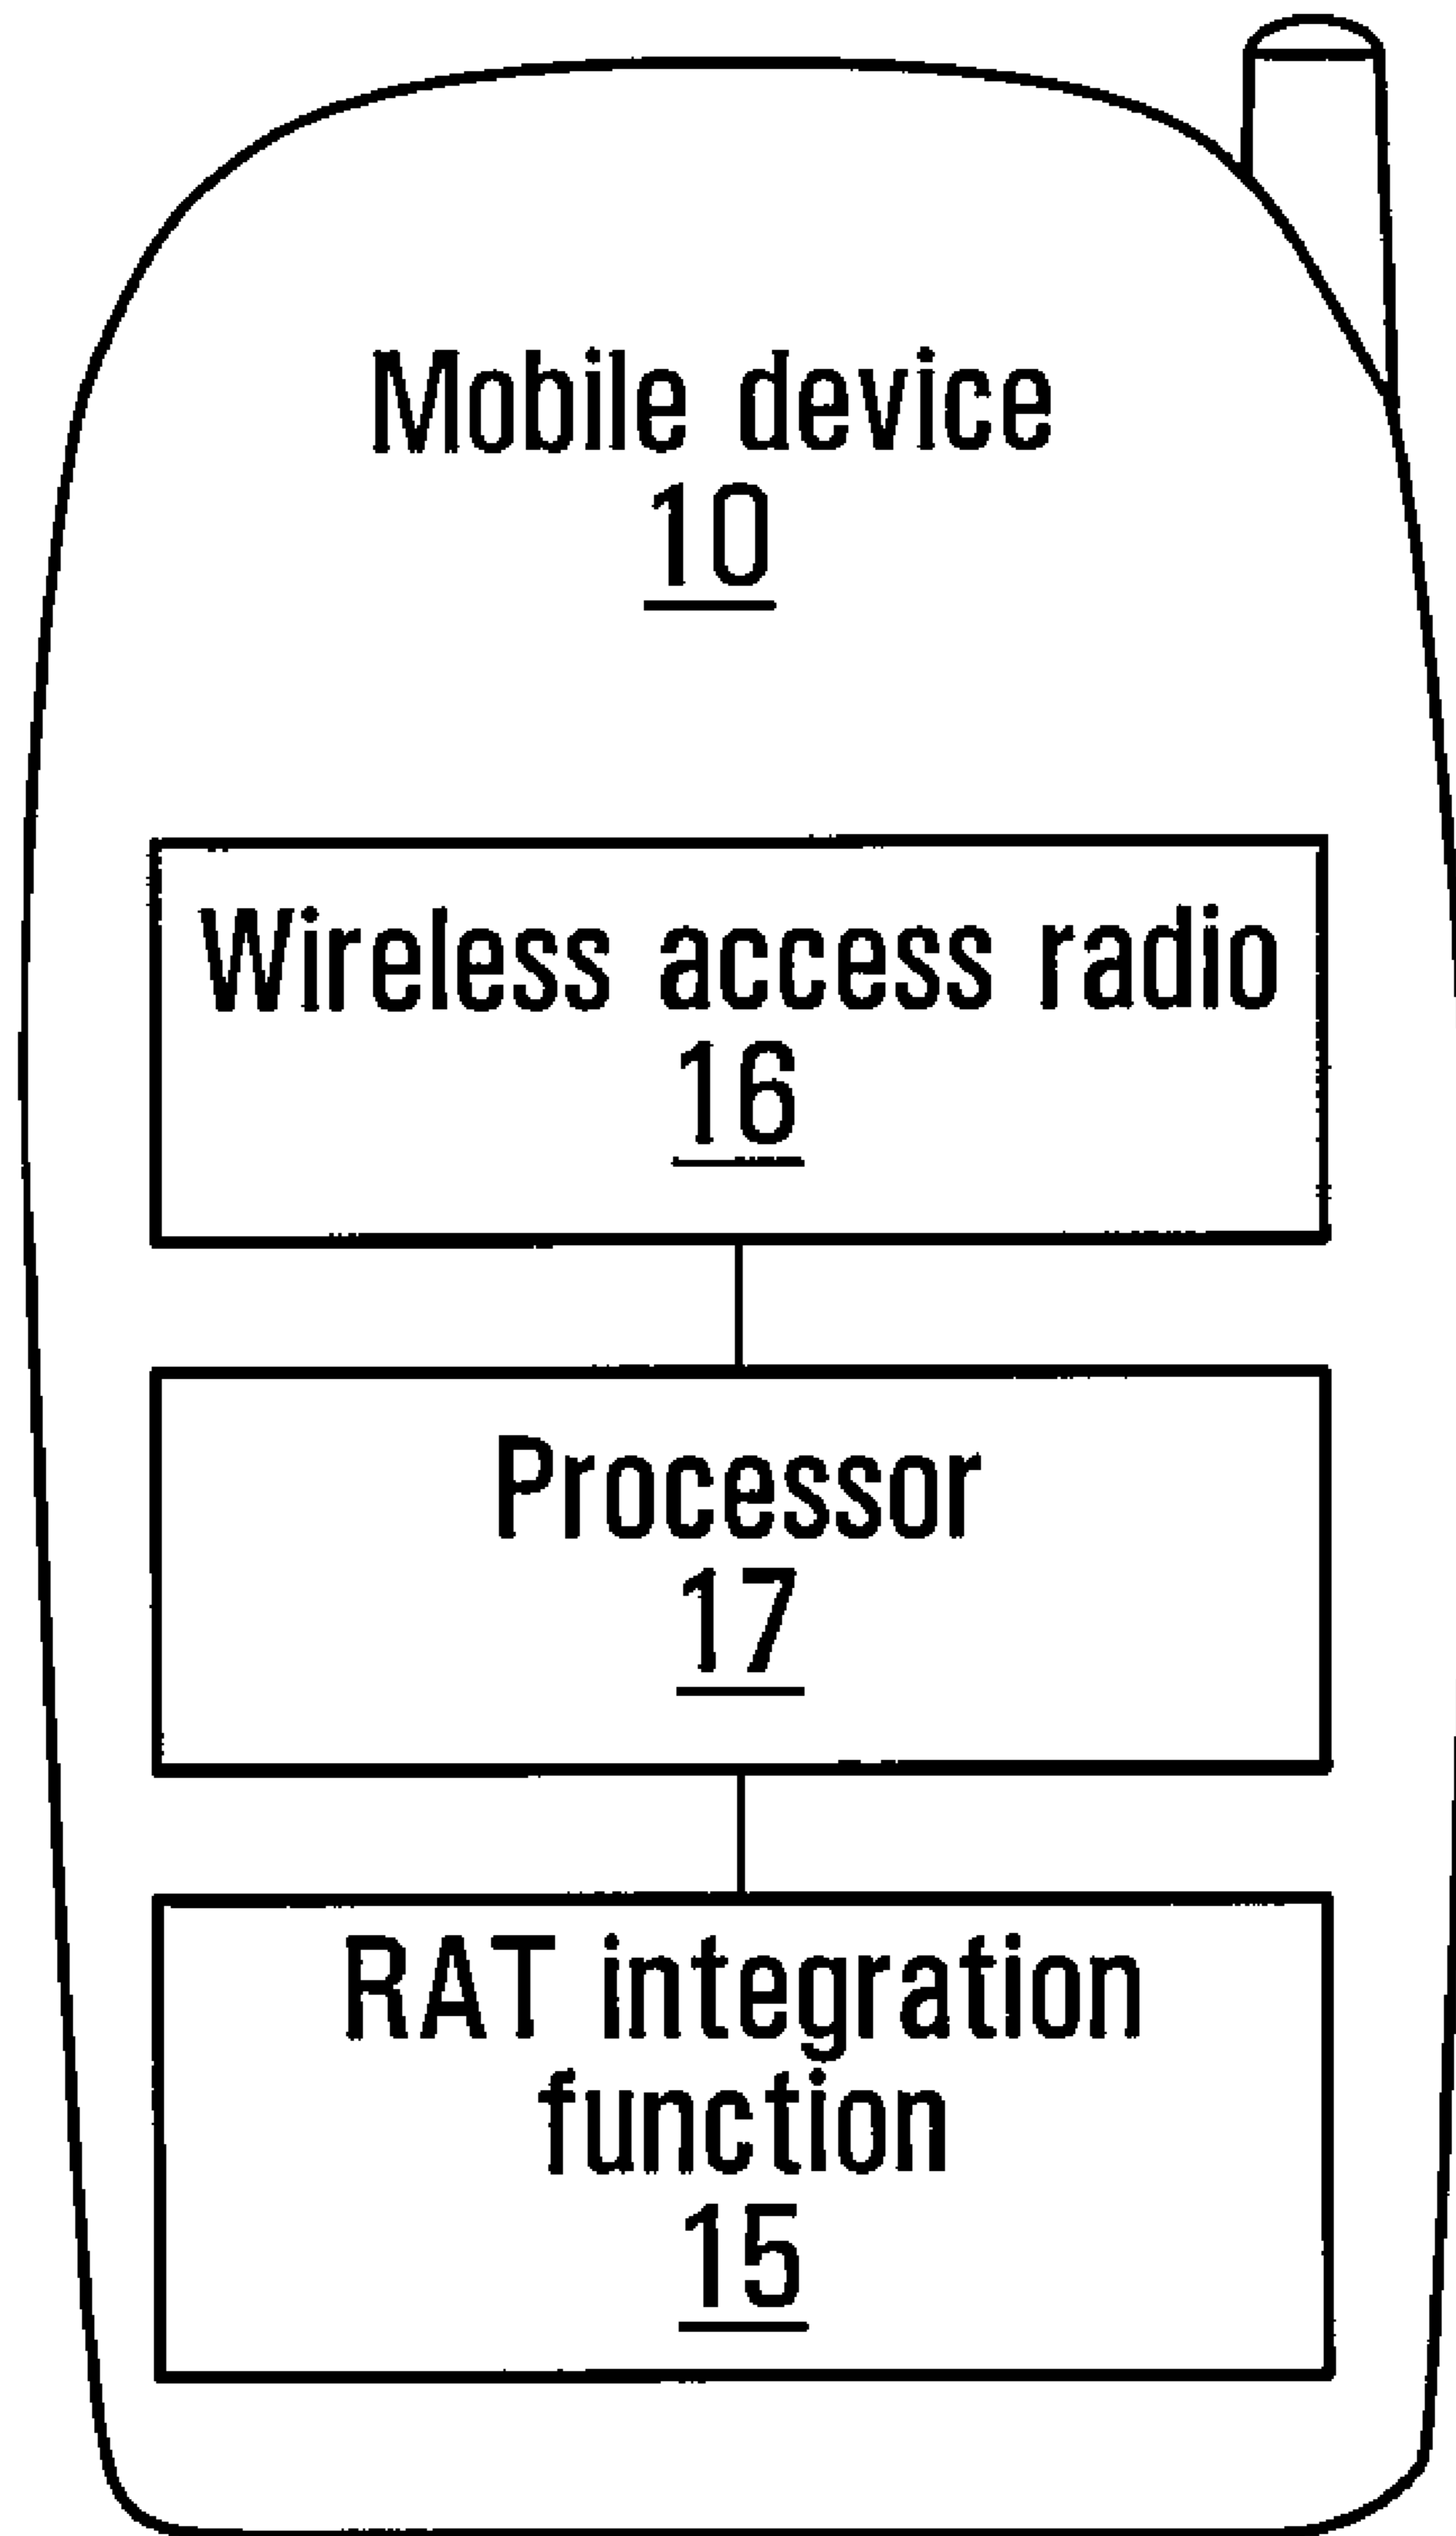 Mobile device
10
Wireless access radio
16
Processor
17
RAT integration
function
15